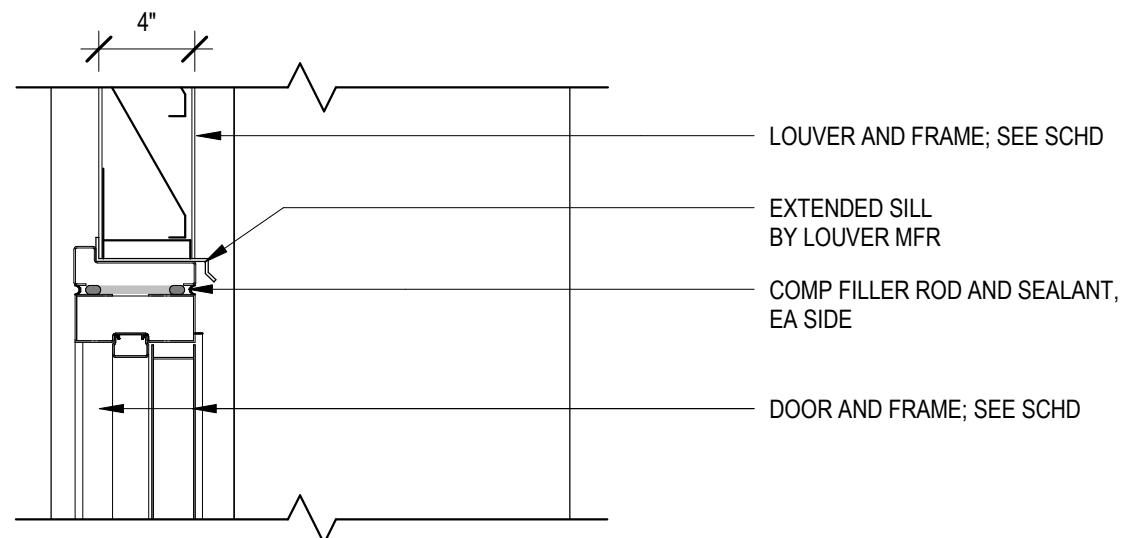 4"
LOUVER AND FRAME; SEE SCHD
EXTENDED SILL
BY LOUVER MFR
COMP FILLER ROD AND SEALANT,
EA SIDE
DOOR AND FRAME; SEE SCHD